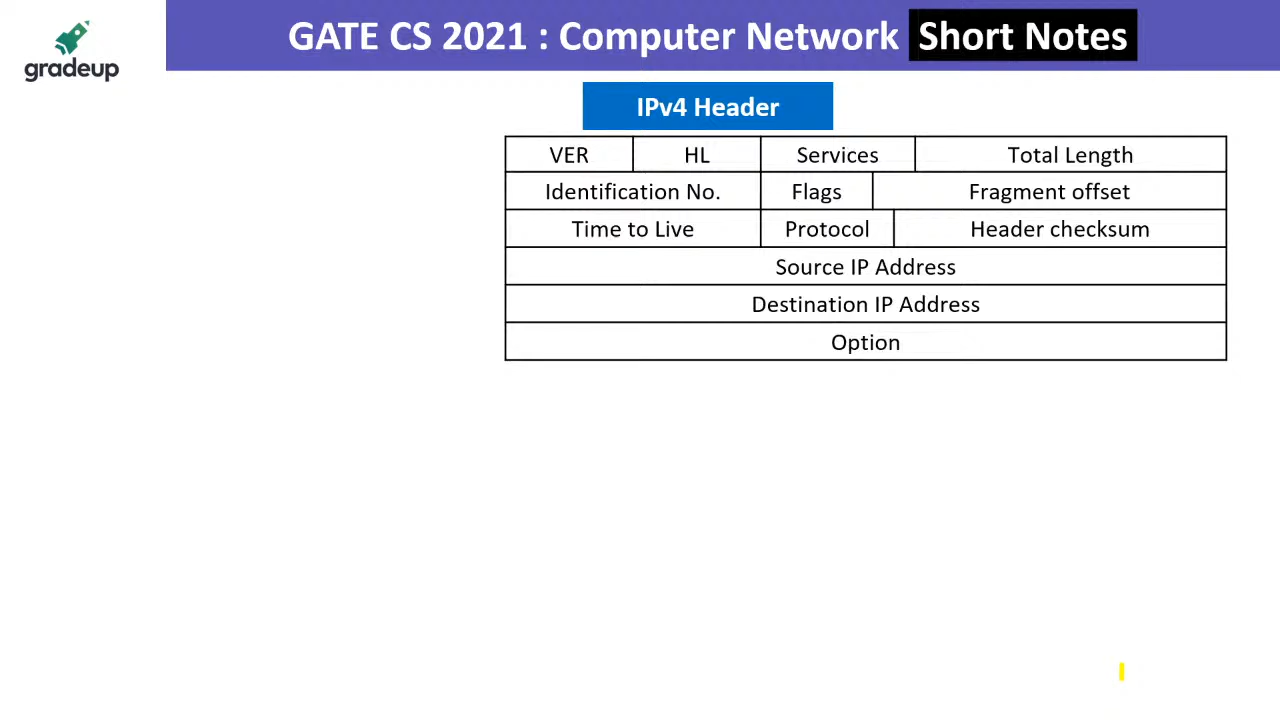 GATE CS 2021 : Computer Network Short Notes
gradeup
IPv4 Header
VER HL Services Total Length
Identification No. Flags Fragment offset
Time to Live Protocol Header checksum
Source IP Address
Destination IP Address
Option